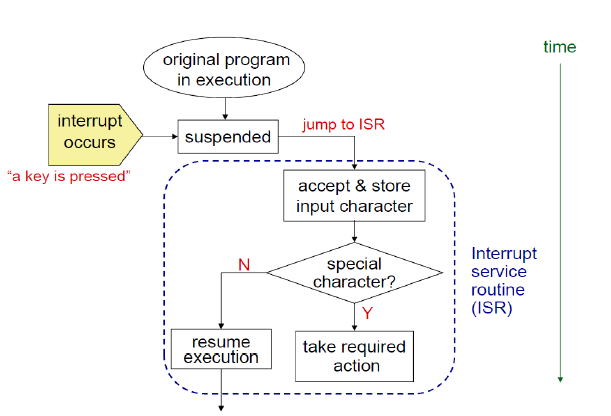 original program
in execution
time
interrupt
occurs
suspended
jump to ISR
“a key is pressed”
accept & store
input character
special
character?
N
Y
Interrupt
service
routine
(ISR)
resume
execution
take required
action